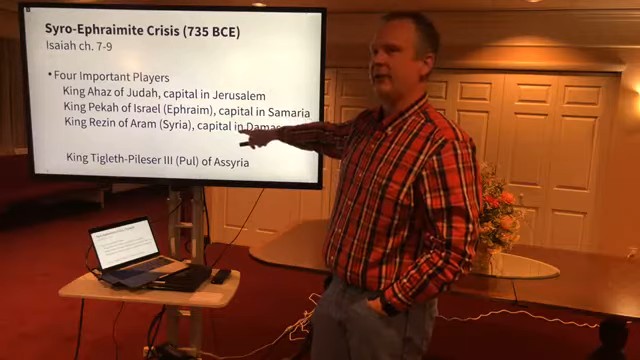 Syro-Ephraimite Crisis (735 BCE)
Isaiah ch. 7-9
•Four Important Players
King Ahaz of Judah, capital in Jerusalem
King Pekah of Israel (Ephraim), capital in Samaria
King Rezin of Aram (Syria), capital in
King Tigleth-Pileser III (Pul) of Assyria